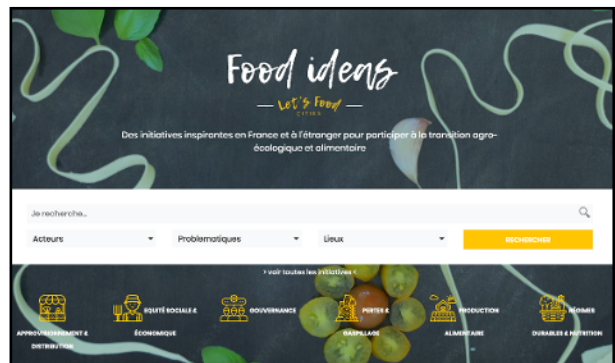 Food ideas
Let's Food
CITIES
Des initiatives inspirantes en France et à l'étranger pour participer à la transition agro-
écologique et alimentaire
Je recherche...
Acteurs
Problematiques
Lieux
RECHERCHER
> voir toutes les initiatives <
APPROVISIONNEMENT &
DISTRIBUTION
EQUITÉ SOCIALE &
ÉCONOMIQUE
GOUVERNANCE
PERTES &
GASPILLAGE
PRODUCTION
ALIMENTAIRE
RÉGIMES
DURABLES & NUTRITION